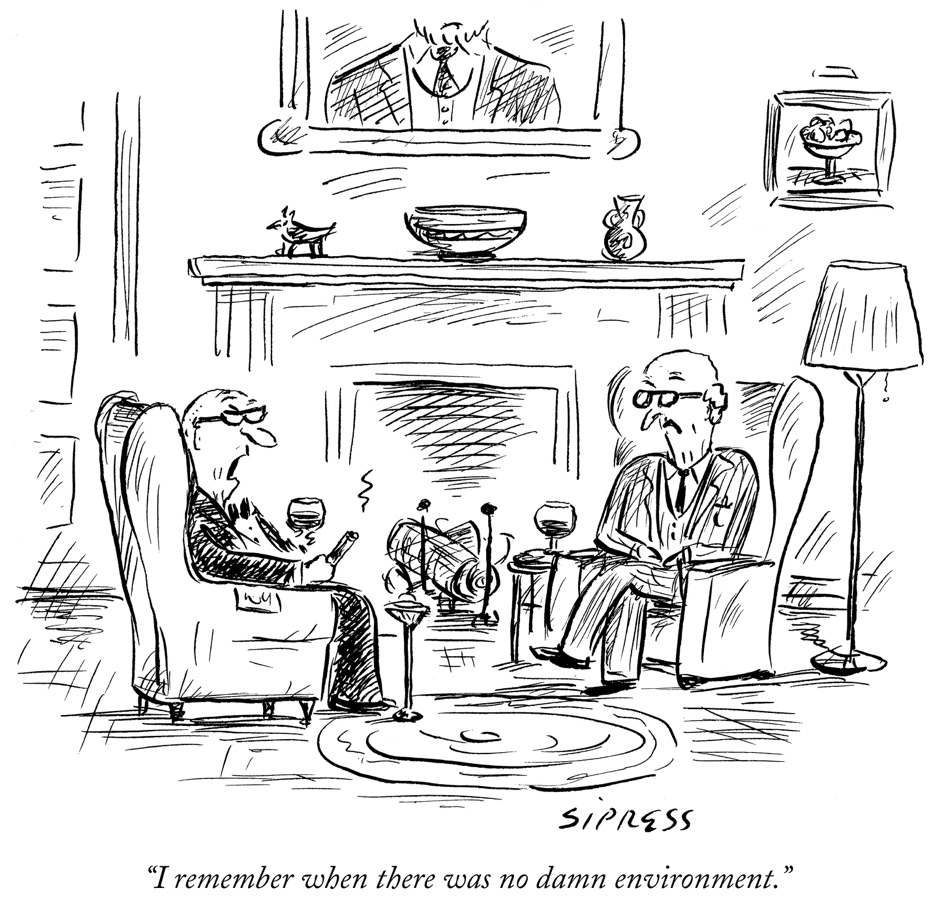 SIPRESS
“I remember when there was no damn environment.”